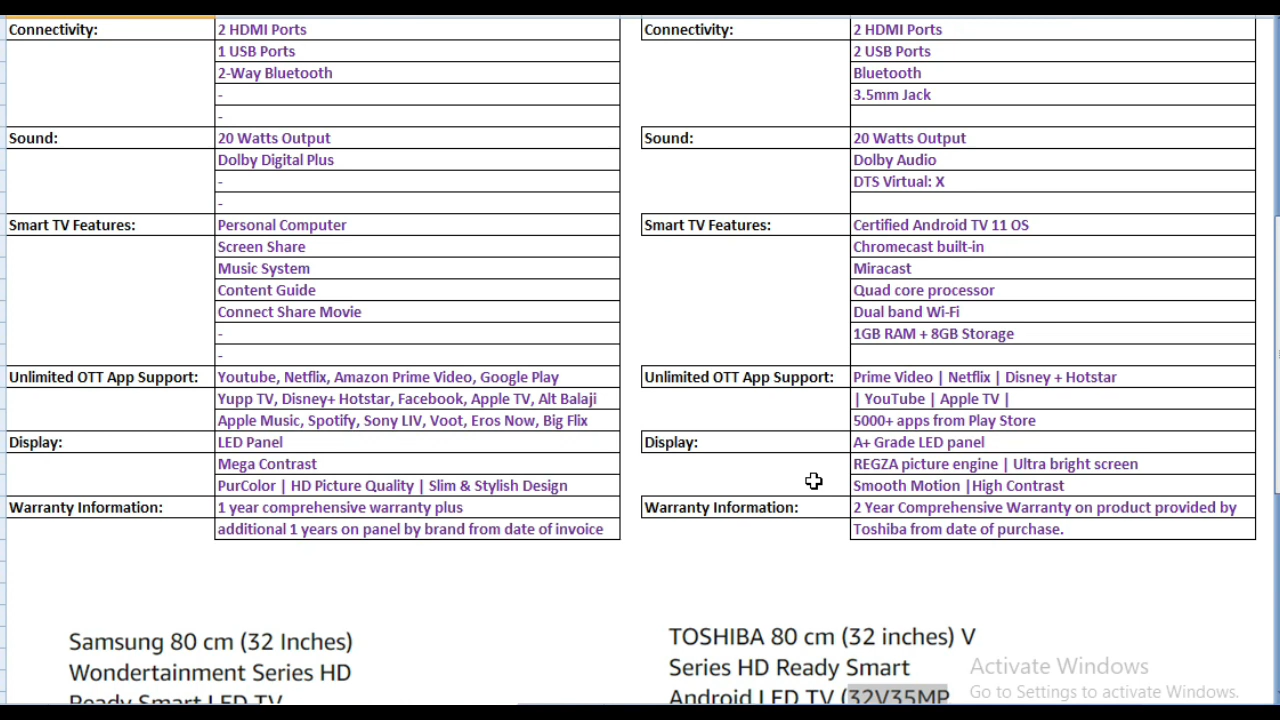 Connectivity: 2 HDMI Ports
1 USB Ports
2-Way Bluetooth
-
-
Sound: 20 Watts Output
Dolby Digital Plus
-
-
Smart TV Features: Personal Computer
Screen Share
Music System
Content Guide
Connect Share Movie
-
-
Unlimited OTT App Support: Youtube, Netflix, Amazon Prime Video, Google Play
Yupp TV, Disney+ Hotstar, Facebook, Apple TV, Alt Balaji
Apple Music, Spotify, Sony LIV, Voot, Eros Now, Big Flix
Display: LED Panel
Mega Contrast
PurColor | HD Picture Quality | Slim & Stylish Design
Warranty Information: 1 year comprehensive warranty plus
additional 1 years on panel by brand from date of invoice
Connectivity: 2 HDMI Ports
2 USB Ports
Bluetooth
3.5mm Jack
Sound: 20 Watts Output
Dolby Audio
DTS Virtual: X
Smart TV Features: Certified Android TV 11 OS
Chromecast built-in
Miracast
Quad core processor
Dual band Wi-Fi
1GB RAM + 8GB Storage
Unlimited OTT App Support: Prime Video | Netflix | Disney + Hotstar
| YouTube | Apple TV |
5000+ apps from Play Store
Display: A+ Grade LED panel
REGZA picture engine | Ultra bright screen
Smooth Motion |High Contrast
Warranty Information: 2 Year Comprehensive Warranty on product provided by
Toshiba from date of purchase.
Samsung 80 cm (32 Inches)
Wondertainment Series HD
Ready Smart LED TV
TOSHIBA 80 cm (32 inches) V
Series HD Ready Smart
Android LED TV (32V35MP
Activate Windows
Go to Settings to activate Windows.